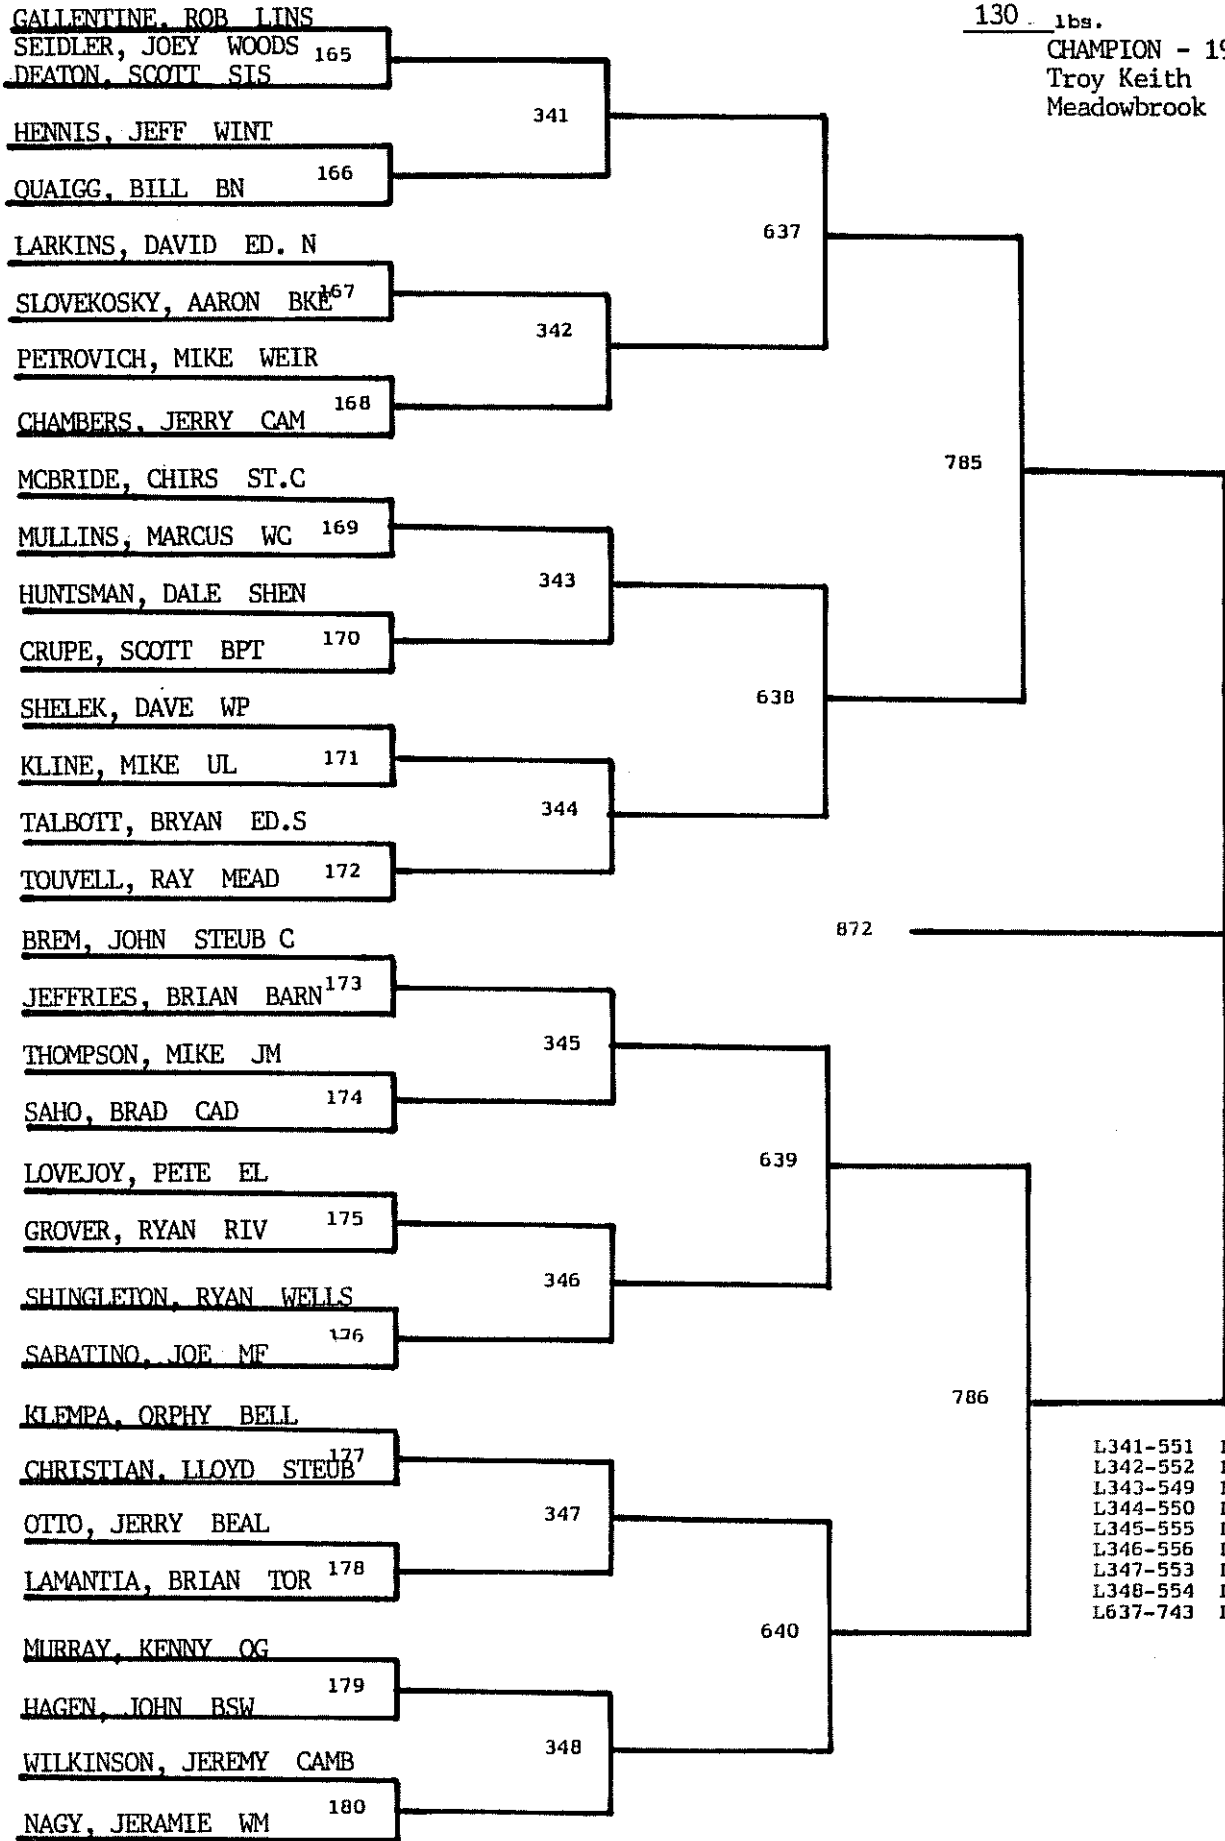 130 lbs.
CHAMPION - 19
Troy Keith
Meadowbrook
GALLENTINE, ROB LINS
SEIDLER, JOEY WOODS
165
DEATON, SCOTT SIS
341
HENNIS, JEFF WINT
166
QUAIGG, BILL BN
637
LARKINS, DAVID ED. N
167
SLOVEKOSKY, AARON BKE
342
PETROVICH, MIKE WEIR
168
CHAMBERS, JERRY CAM
785
MCBRIDE, CHIRS ST.C
169
MULLINS, MARCUS WC
343
HUNTSMAN, DALE SHEN
170
CRUPE, SCOTT BPT
638
SHELEK, DAVE WP
171
KLINE, MIKE UL
344
TALBOTT, BRYAN ED.S
172
TOUVELL, RAY MEAD
872
BREM, JOHN STEUB C
173
JEFFRIES, BRIAN BARN
345
THOMPSON, MIKE JM
174
SAHO, BRAD CAD
639
LOVEJOY, PETE EL
175
GROVER, RYAN RIV
346
SHINGLETON, RYAN WELLS
176
SABATINO, JOE MF
786
KLEMPA, ORPHY BELL
177
CHRISTIAN, LLOYD STEUB
347
OTTO, JERRY BEAL
178
LAMANTIA, BRIAN TOR
640
MURRAY, KENNY OG
179
HAGEN, JOHN BSW
348
WILKINSON, JEREMY CAMB
180
NAGY, JERAMIE WM
L341-551
L342-552
L343-549
L344-550
L345-555
L346-556
L347-553
L348-554
L637-743